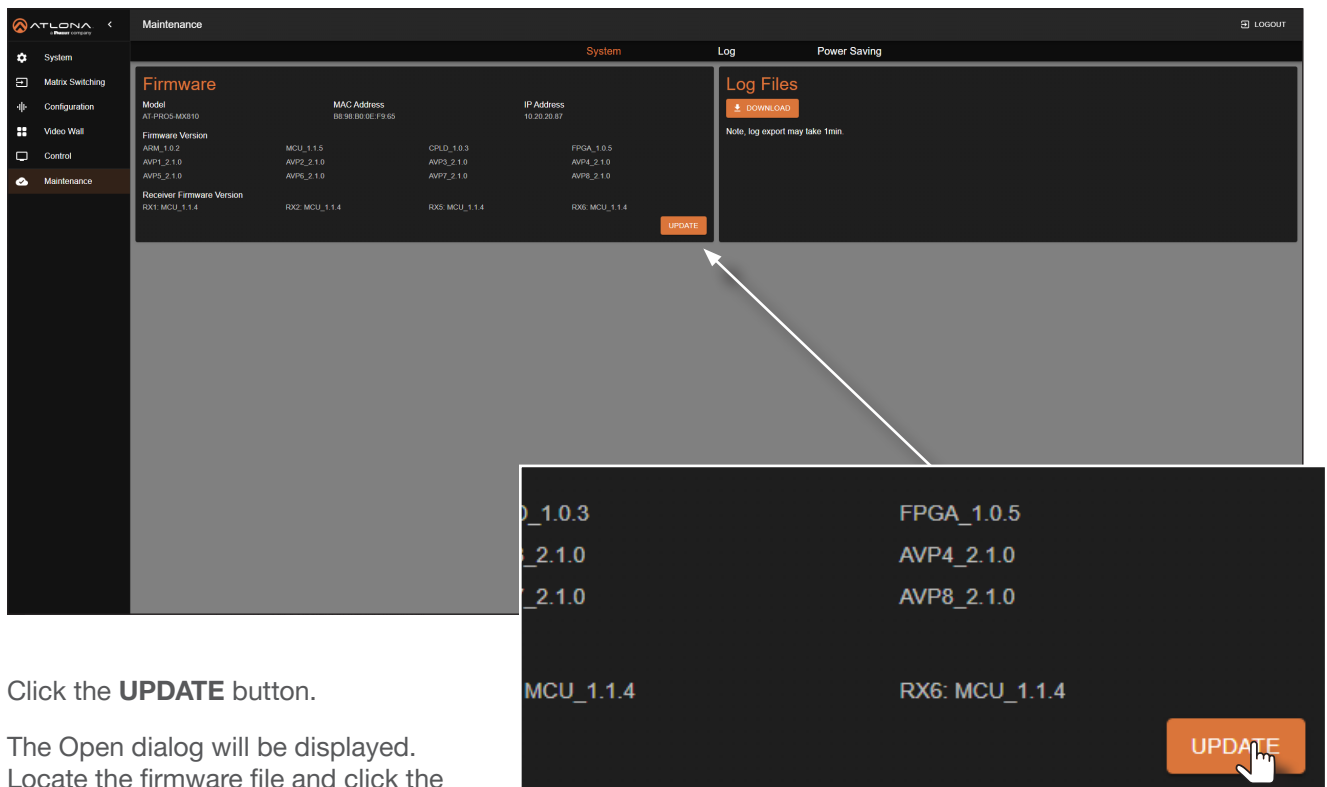 ATLONA
Maintenance
LOGOUT
System
Matrix Switching
Configuration
Video Wall
Control
Maintenance
System Log Power Saving
Firmware
Model MAC Address IP Address
AT-PRO5-MX810 B8:98:B0:0E:F9:65 10.20.20.87
Firmware Version
ARM_1.0.2 MCU_1.1.5 CPLD_1.0.3 FPGA_1.0.5
AVP1_2.1.0 AVP2_2.1.0 AVP3_2.1.0 AVP4_2.1.0
AVP5_2.1.0 AVP6_2.1.0 AVP7_2.1.0 AVP8_2.1.0
Receiver Firmware Version
RX1: MCU_1.1.4 RX2: MCU_1.1.4 RX5: MCU_1.1.4 RX6: MCU_1.1.4
UPDATE
Log Files
DOWNLOAD
Note, log export may take 1min.
_1.0.3 FPGA_1.0.5
_2.1.0 AVP4_2.1.0
_2.1.0 AVP8_2.1.0
MCU_1.1.4 RX6: MCU_1.1.4
UPDATE
Click the UPDATE button.
The Open dialog will be displayed.
Locate the firmware file and click the